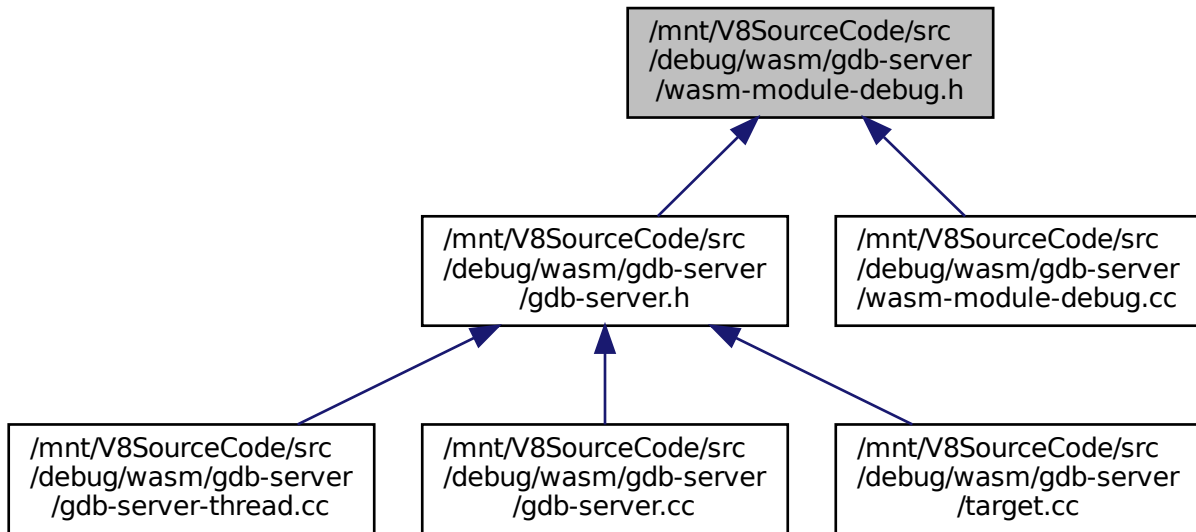 /mnt/V8SourceCode/src
/debug/wasm/gdb-server
/wasm-module-debug.h
/mnt/V8SourceCode/src
/debug/wasm/gdb-server
/gdb-server.h
/mnt/V8SourceCode/src
/debug/wasm/gdb-server
/wasm-module-debug.cc
/mnt/V8SourceCode/src
/debug/wasm/gdb-server
/gdb-server-thread.cc
/mnt/V8SourceCode/src
/debug/wasm/gdb-server
/gdb-server.cc
/mnt/V8SourceCode/src
/debug/wasm/gdb-server
/target.cc